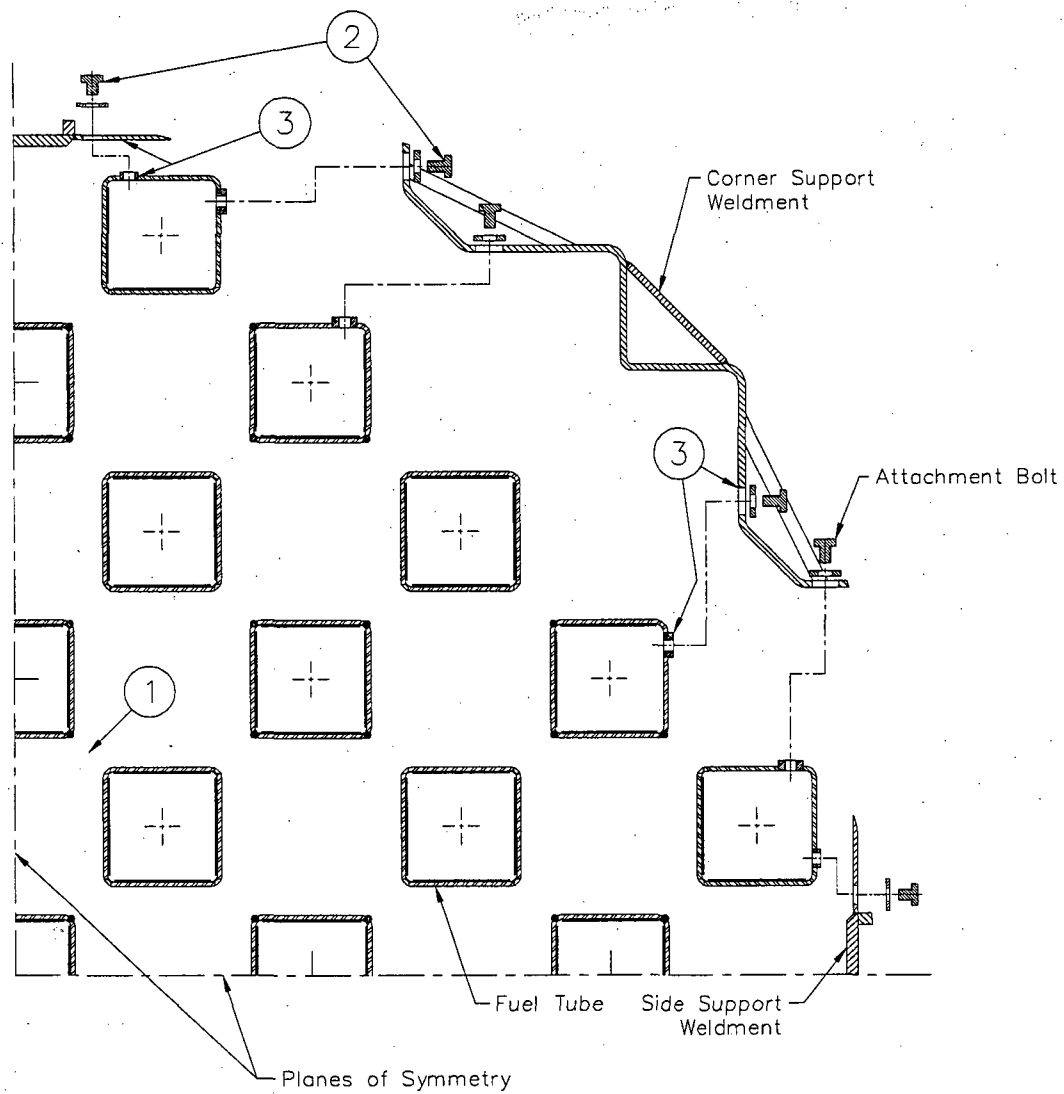 2
3
Corner Support
Weldment
3
Attachment Bolt
1
Fuel Tube
Side Support
Weldment
Planes of Symmetry